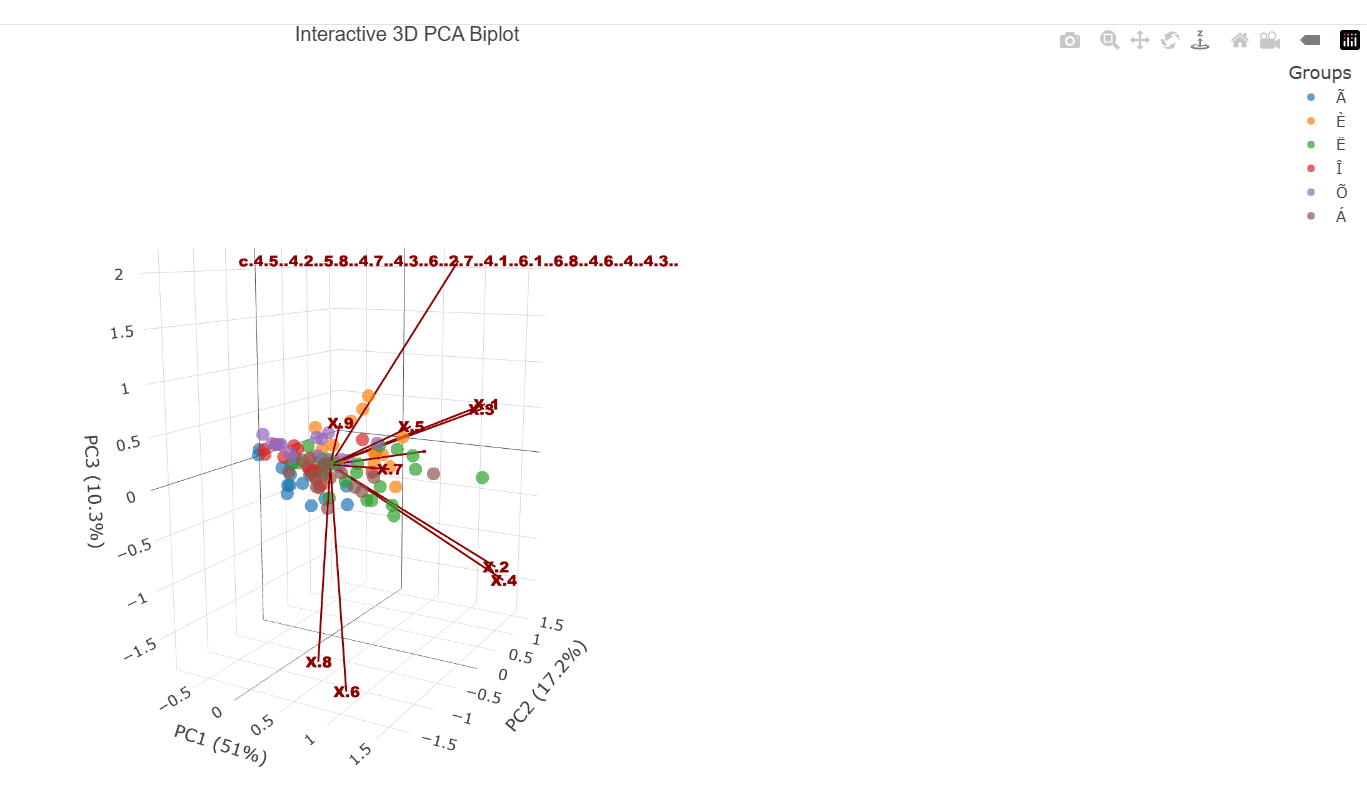 Interactive 3D PCA Biplot
Z
Groups
Ã
È
Ë
Î
Õ
Á
c.4.5..4.2..5.8..4.7..4.3..6..2.7..4.1..6.1..6.8..4.6..4..4.3..
X.1
X.3
X.9
X.5
X.7
X.2
X.4
X.8
X.6
2
1.5
1
0.5
0
−0.5
−1
−1.5
PC3 (10.3%)
−0.5
0
0.5
1
1.5
PC1 (51%)
1.5
1
0.5
0
−0.5
−1
−1.5
PC2 (17.2%)